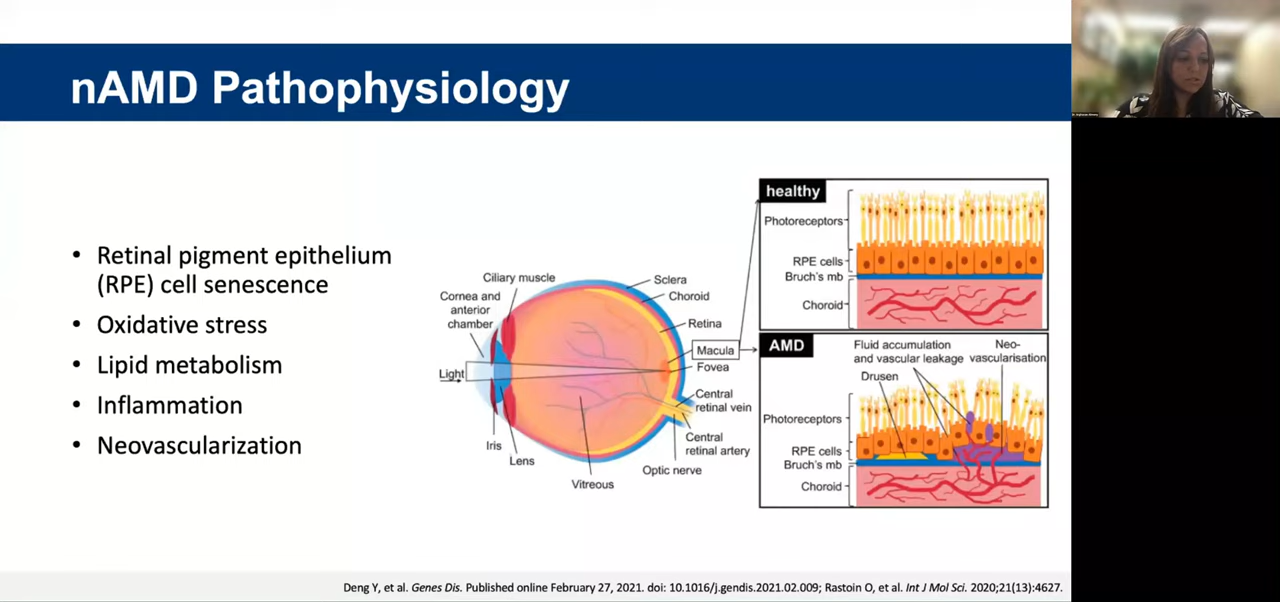 nAMD Pathophysiology
• Retinal pigment epithelium
(RPE) cell senescence
• Oxidative stress
• Lipid metabolism
• Inflammation
• Neovascularization
Ciliary muscle
Cornea and
anterior
chamber
Light
Iris
Lens
Vitreous
Sclera
Choroid
Retina
Macula
Fovea
Central
retinal vein
Central
retinal artery
Optic nerve
healthy
Photoreceptors
RPE cells
Bruch's mb
Choroid
AMD
Fluid accumulation
and vascular leakage
Neo-
vascularisation
Drusen
Photoreceptors
RPE cells
Bruch's mb
Choroid
Deng Y, et al. Genes Dis. Published online February 27, 2021. doi: 10.1016/j.gendis.2021.02.009; Rastoin O, et al. Int J Mol Sci. 2020;21(13):4627.